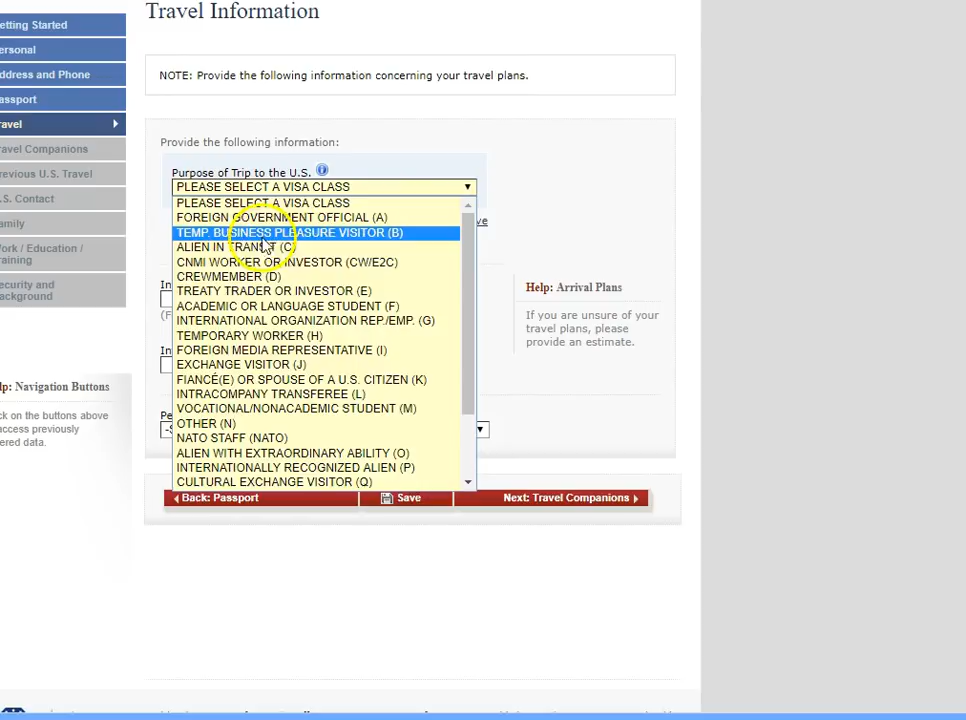 Travel Information
etting Started
ersonal
ddress and Phone
assport
ravel
ravel Companions
revious U.S. Travel
.S. Contact
amily
Work / Education /
raining
ecurity and
ackground
NOTE: Provide the following information concerning your travel plans.
Provide the following information:
Purpose of Trip to the U.S.
PLEASE SELECT A VISA CLASS
PLEASE SELECT A VISA CLASS
FOREIGN GOVERNMENT OFFICIAL (A)
TEMP. BUSINESS PLEASURE VISITOR (B)
ALIEN IN TRANSIT (C)
CNMI WORKER OR INVESTOR (CW/E2C)
CREWMEMBER (D)
TREATY TRADER OR INVESTOR (E)
ACADEMIC OR LANGUAGE STUDENT (F)
INTERNATIONAL ORGANIZATION REP./EMP. (G)
TEMPORARY WORKER (H)
FOREIGN MEDIA REPRESENTATIVE (I)
EXCHANGE VISITOR (J)
FIANCÉ(E) OR SPOUSE OF A U.S. CITIZEN (K)
INTRACOMPANY TRANSFEREE (L)
VOCATIONAL/NONACADEMIC STUDENT (M)
OTHER (N)
NATO STAFF (NATO)
ALIEN WITH EXTRAORDINARY ABILITY (O)
INTERNATIONALLY RECOGNIZED ALIEN (P)
CULTURAL EXCHANGE VISITOR (Q)
ve
In
(F
In
Pe
-S
Help: Arrival Plans
If you are unsure of your
travel plans, please
provide an estimate.
lp: Navigation Buttons
ck on the buttons above
access previously
ered data.
Back: Passport
Save
Next: Travel Companions